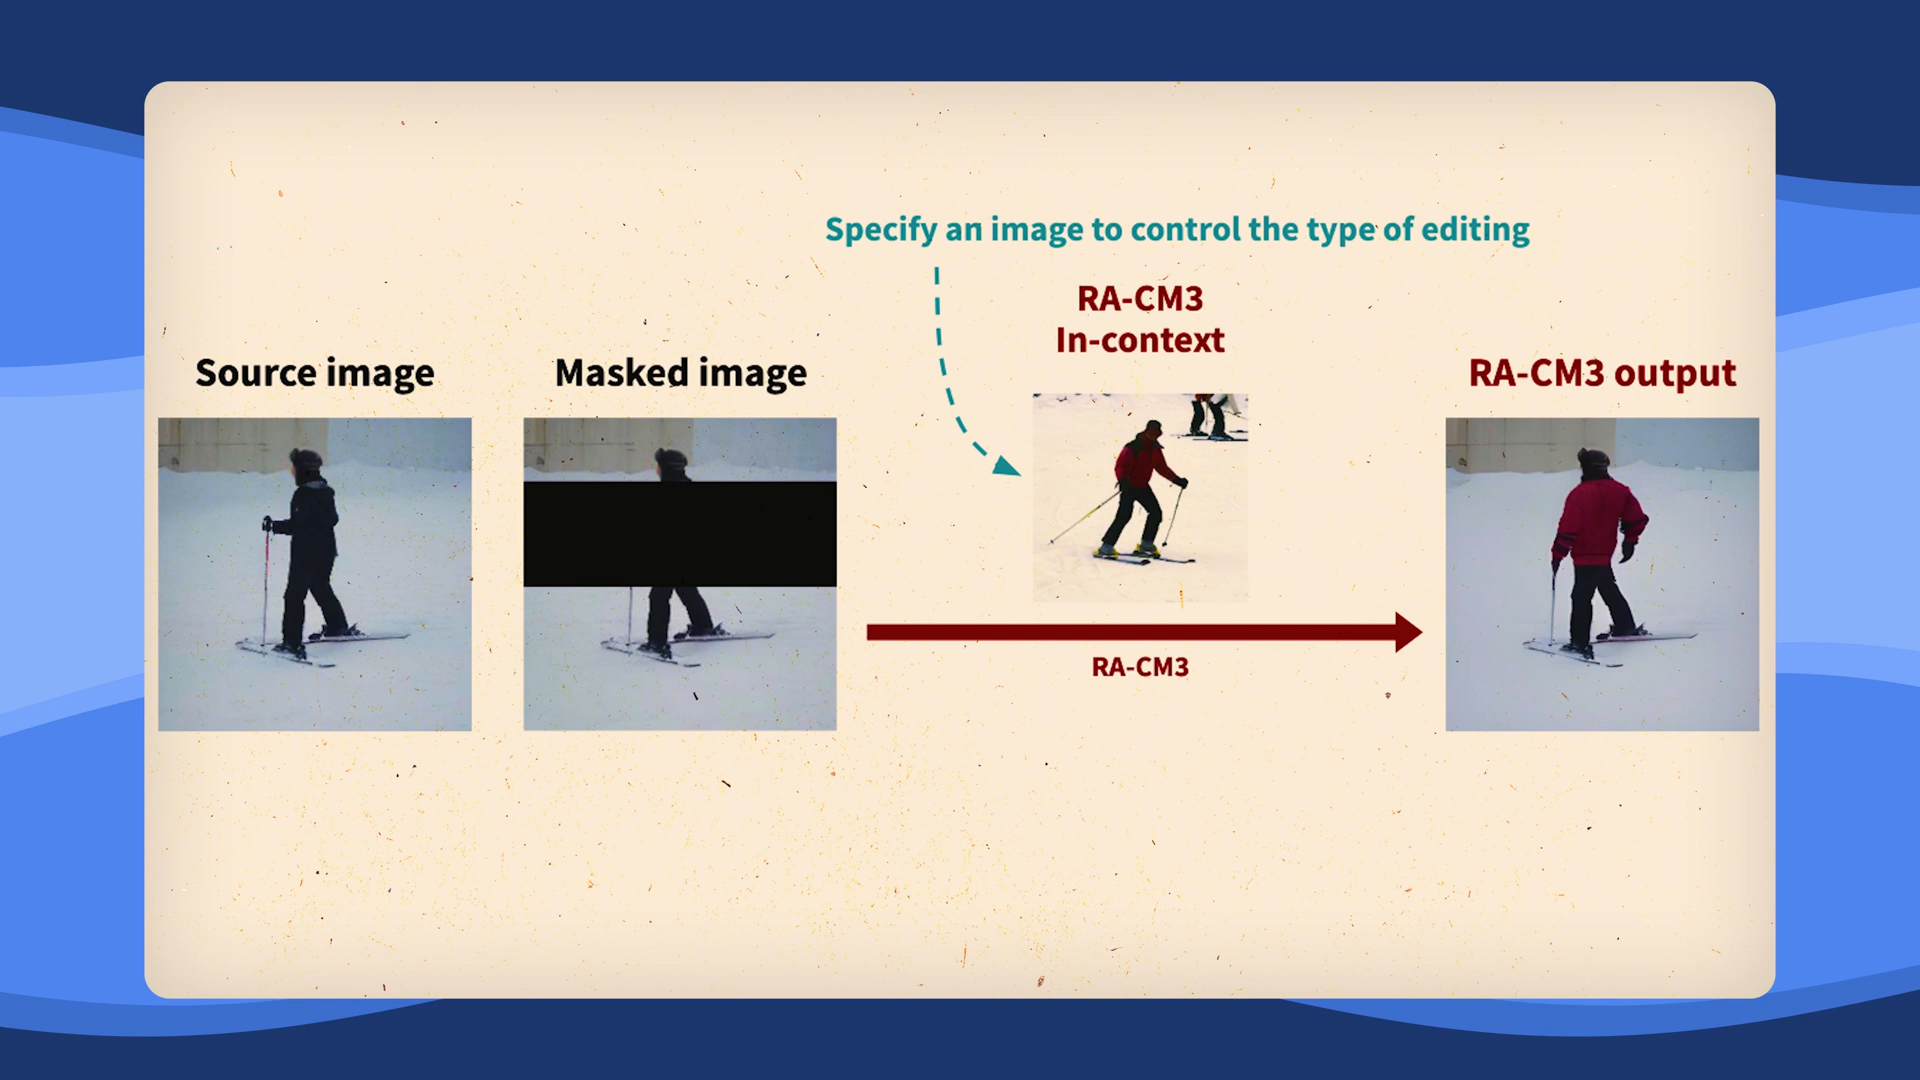 Specify an image to control the type of editing
RA-CM3
In-context
Source image
Masked image
RA-CM3 output
RA-CM3